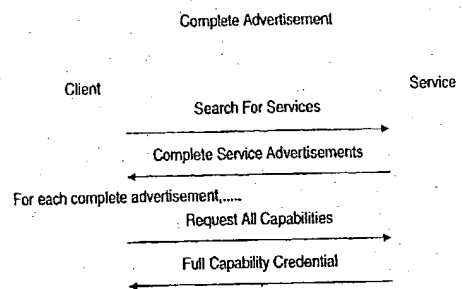 Complete Advertisement
Client
Service
Search For Services
Complete Service Advertisements
For each complete advertisement,.....
Request All Capabilities
Full Capability Credential